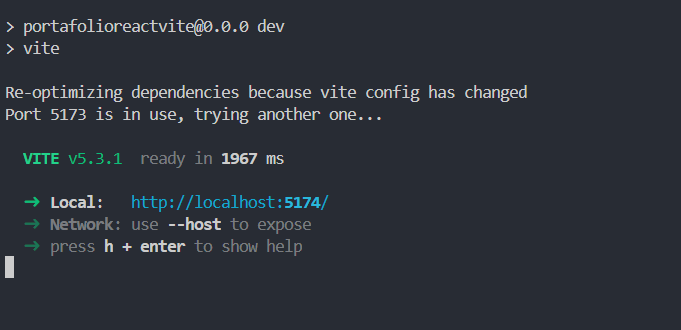 > portafolioreactvite@0.0.0 dev
> vite
Re-optimizing dependencies because vite config has changed
Port 5173 is in use, trying another one...
VITE v5.3.1  ready in 1967 ms
➜ Local:   http://localhost:5174/
➜ Network: use --host to expose
➜ press h + enter to show help